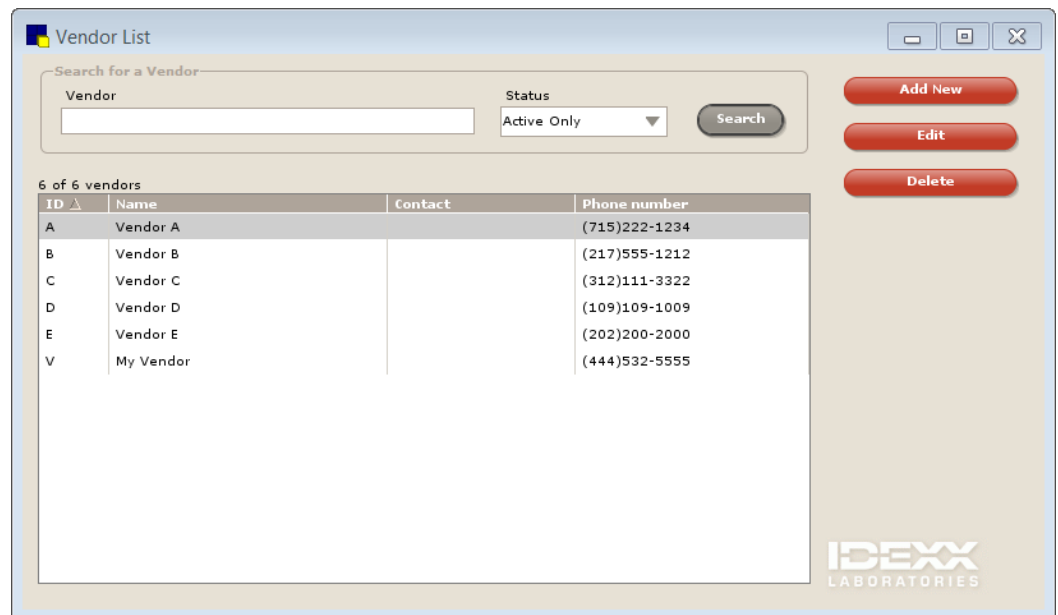 Vendor List
Search for a Vendor
Vendor Status
Active Only Search
Add New
Edit
Delete
6 of 6 vendors
ID Name Contact Phone number
A Vendor A (715)222-1234
B Vendor B (217)555-1212
C Vendor C (312)111-3322
D Vendor D (109)109-1009
E Vendor E (202)200-2000
V My Vendor (444)532-5555
IDEXX
LABORATORIES